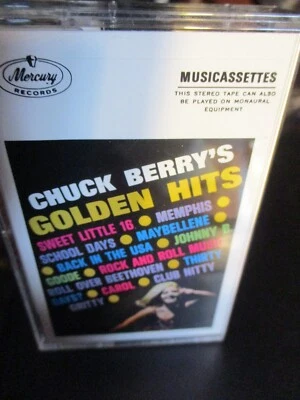 Mercury
RECORDS
MUSICASSETTES
THIS STEREO TAPE CAN ALSO
BE PLAYED ON MONAURAL
EQUIPMENT
CHUCK BERRY'S
GOLDEN HITS
SWEET LITTLE 16 • MEMPHIS
SCHOOL DAYS • MAYBELLENE
• BACK IN THE USA • JOHNNY B.
GOODE • ROCK AND ROLL MUSIC
ROLL OVER BEETHOVEN • THIRTY
DAYS • CAROL • CLUB NITTY
GRITTY •